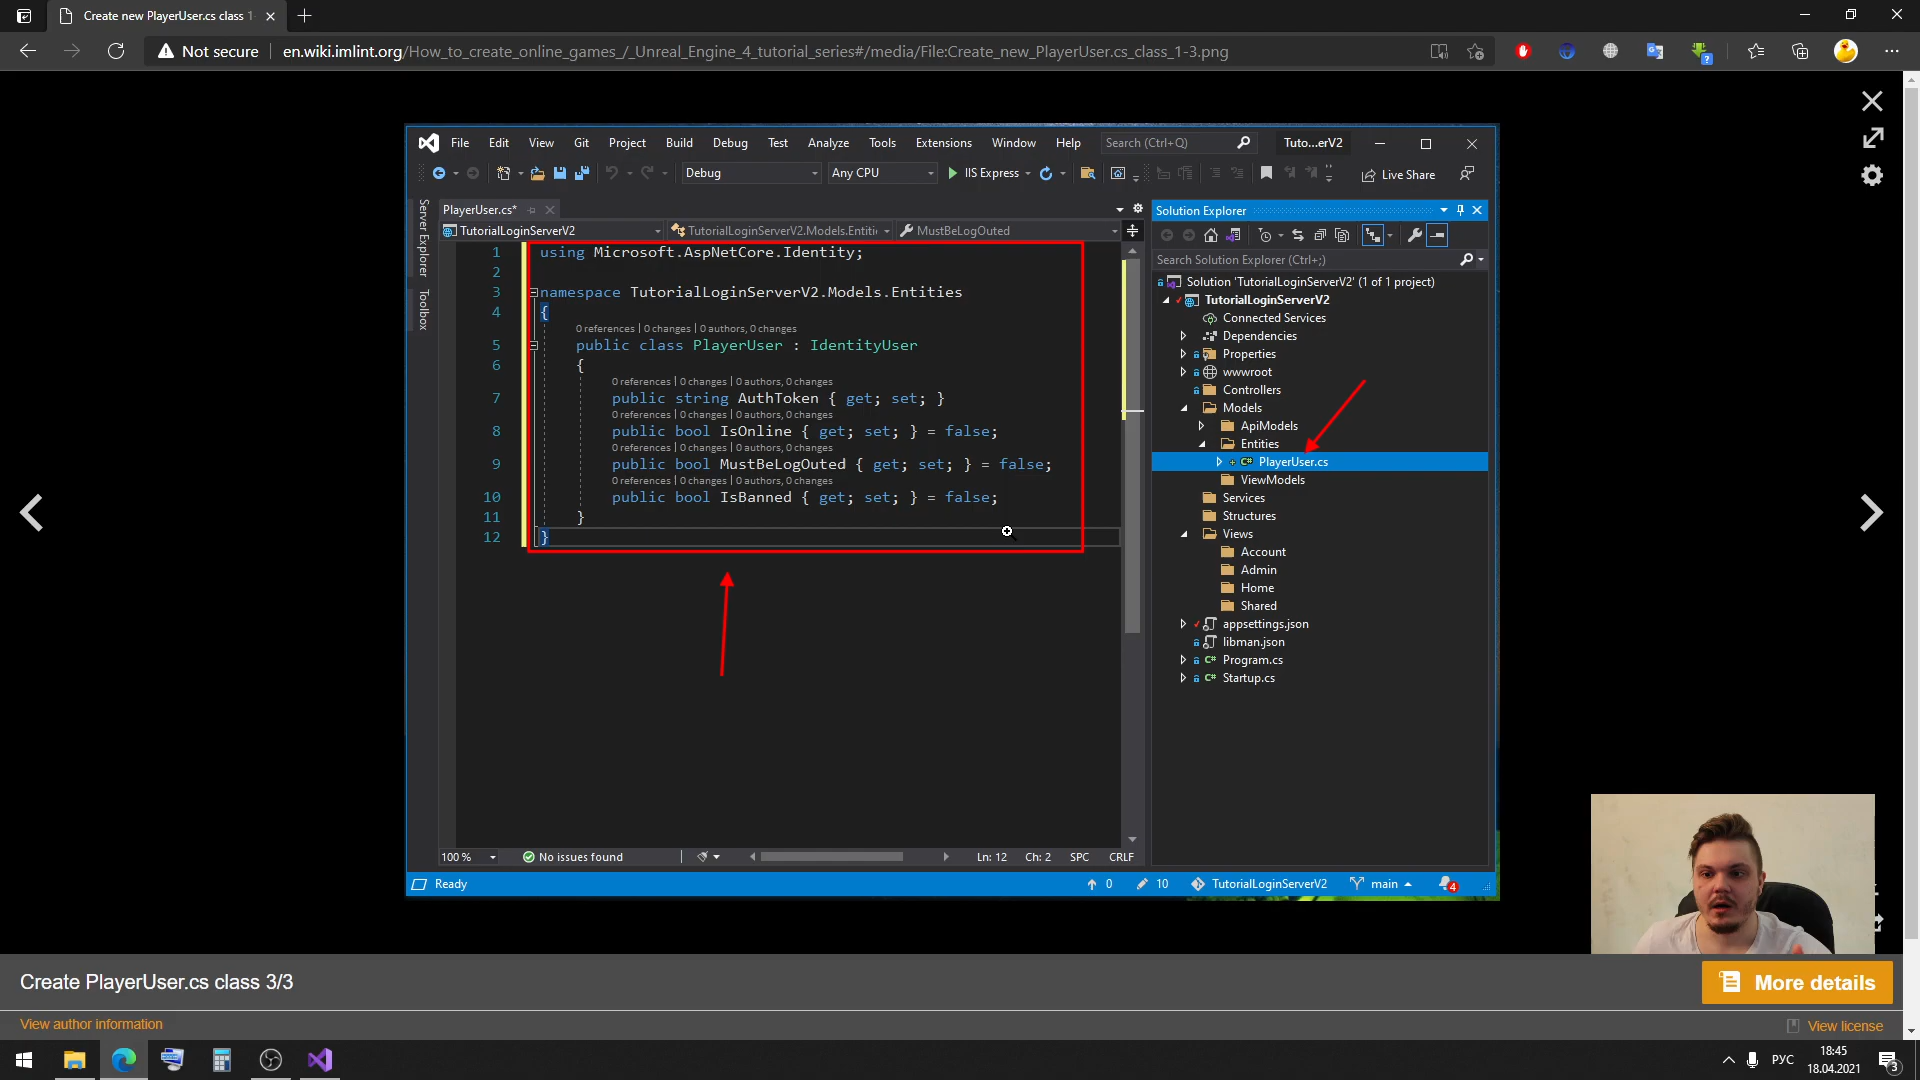 Create new PlayerUser.cs class 1
Not secure
en.wiki.imlint.org/How_to_create_online_games_/_Unreal_Engine_4_tutorial_series#/media/File:Create_new_PlayerUser.cs_class_1-3.png
File Edit View Git Project Build Debug Test Analyze Tools Extensions Window Help Search (Ctrl+Q) Tuto...erV2
Debug Any CPU IIS Express Live Share
Server Explorer
Toolbox
PlayerUser.cs*
TutorialLoginServerV2 TutorialLoginServerV2.Models.Entitie MustBeLogOuted
1 using Microsoft.AspNetCore.Identity;
2
3 namespace TutorialLoginServerV2.Models.Entities
4 {
0 references | 0 changes | 0 authors, 0 changes
5 public class PlayerUser : IdentityUser
6 {
0 references | 0 changes | 0 authors, 0 changes
7 public string AuthToken { get; set; }
0 references | 0 changes | 0 authors, 0 changes
8 public bool IsOnline { get; set; } = false;
0 references | 0 changes | 0 authors, 0 changes
9 public bool MustBeLogOuted { get; set; } = false;
0 references | 0 changes | 0 authors, 0 changes
10 public bool IsBanned { get; set; } = false;
11 }
12 }
100 % No issues found Ln: 12 Ch: 2 SPC CRLF
Solution Explorer
Search Solution Explorer (Ctrl+;)
Solution 'TutorialLoginServerV2' (1 of 1 project)
TutorialLoginServerV2
Connected Services
Dependencies
Properties
wwwroot
Controllers
Models
ApiModels
Entities
C# PlayerUser.cs
ViewModels
Services
Structures
Views
Account
Admin
Home
Shared
appsettings.json
libman.json
C# Program.cs
C# Startup.cs
Ready 0 10 TutorialLoginServerV2 main 4
Create PlayerUser.cs class 3/3
More details
View author information
View license
РУС
18:45
18.04.2021
3